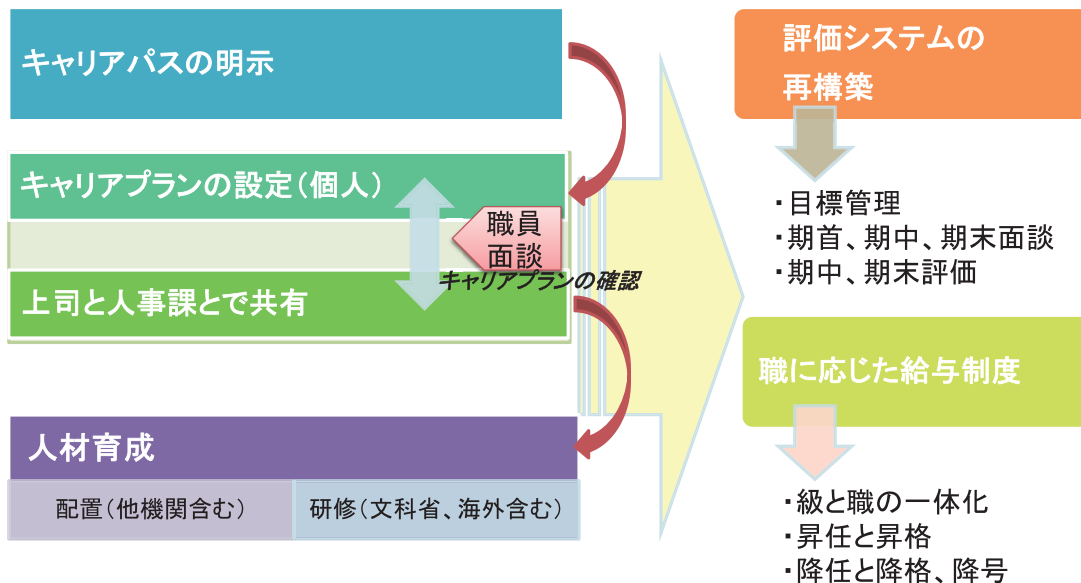 キャリアパスの明示
キャリアプランの設定(個人)
職員
面談
キャリアプランの確認
上司と人事課とで共有
人材育成
配置(他機関含む)
研修(文科省、海外含む)
評価システムの
再構築
・目標管理
・期首、期中、期末面談
・期中、期末評価
職に応じた給与制度
・級と職の一体化
・昇任と昇格
・降任と降格、降号